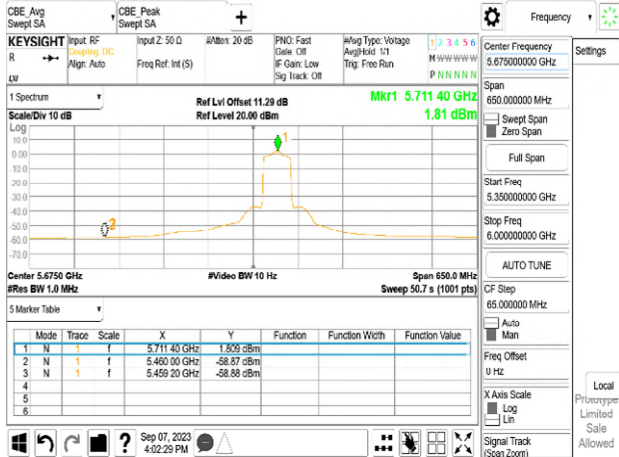 CBE_Avg
Swept SA
CBE_Peak
Swept SA
+
Frequency
KEYSIGHT
R
Input: RF
Coupling: DC
Align: Auto
Input Z: 50 Ω
Freq Ref: Int (S)
#Atten: 20 dB
PNO: Fast
Gate: Off
IF Gain: Low
Sig Track: Off
#Avg Type: Voltage
Avg|Hold: 1/1
Trig: Free Run
1 2 3 4 5 6
M W W W W W
P N N N N N
1 Spectrum
Scale/Div 10 dB
Log
Ref Lvl Offset 11.29 dB
Ref Level 20.00 dBm
Mkr1 5.711 40 GHz
1.81 dBm
10.0
0.00
-10.0
-20.0
-30.0
-40.0
-50.0
-60.0
-70.0
1
2
Center 5.6750 GHz
#Res BW 1.0 MHz
#Video BW 10 Hz
Span 650.0 MHz
Sweep 50.7 s (1001 pts)
5 Marker Table
Mode Trace Scale X Y Function Function Width Function Value
1 N 1 f 5.711 40 GHz 1.809 dBm
2 N 1 f 5.460 00 GHz -58.87 dBm
3 N 1 f 5.459 20 GHz -58.88 dBm
4
5
6
?
Sep 07, 2023
4:02:29 PM
Center Frequency
5.675000000 GHz
Span
650.000000 MHz
Swept Span
Zero Span
Full Span
Start Freq
5.350000000 GHz
Stop Freq
6.000000000 GHz
AUTO TUNE
CF Step
65.000000 MHz
Auto
Man
Freq Offset
0 Hz
X Axis Scale
Log
Lin
Signal Track
(Span Zoom)
Settings
Local
Prototype
Limited
Sale
Allowed